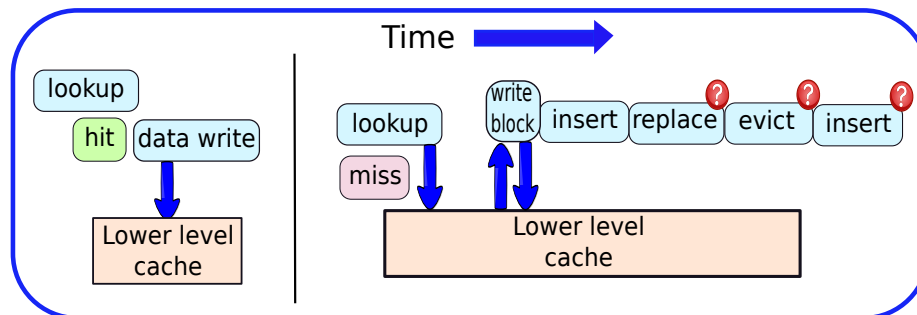 Time
lookup
hit
data write
Lower level
cache
lookup
miss
write
block
insert
replace
?
evict
?
insert
?
Lower level
cache